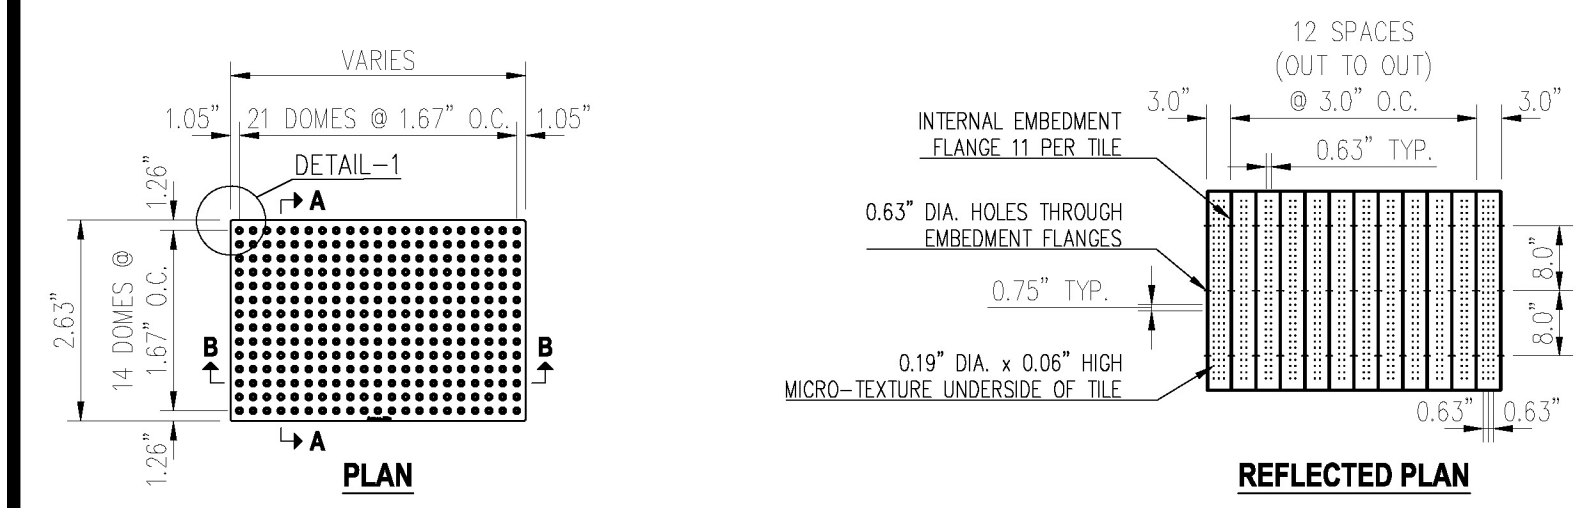 VARIES
1.05" 21 DOMES @ 1.67" O.C. 1.05"
DETAIL-1
1.26"
A
14 DOMES @
1.67" O.C.
2.63"
B
B
1.26"
A
PLAN
12 SPACES
(OUT TO OUT)
3.0" @ 3.0" O.C. 3.0"
INTERNAL EMBEDMENT
FLANGE 11 PER TILE
0.63" TYP.
0.63" DIA. HOLES THROUGH
EMBEDMENT FLANGES
0.75" TYP.
8.0"
8.0"
0.19" DIA. x 0.06" HIGH
MICRO-TEXTURE UNDERSIDE OF TILE
0.63" 0.63"
REFLECTED PLAN